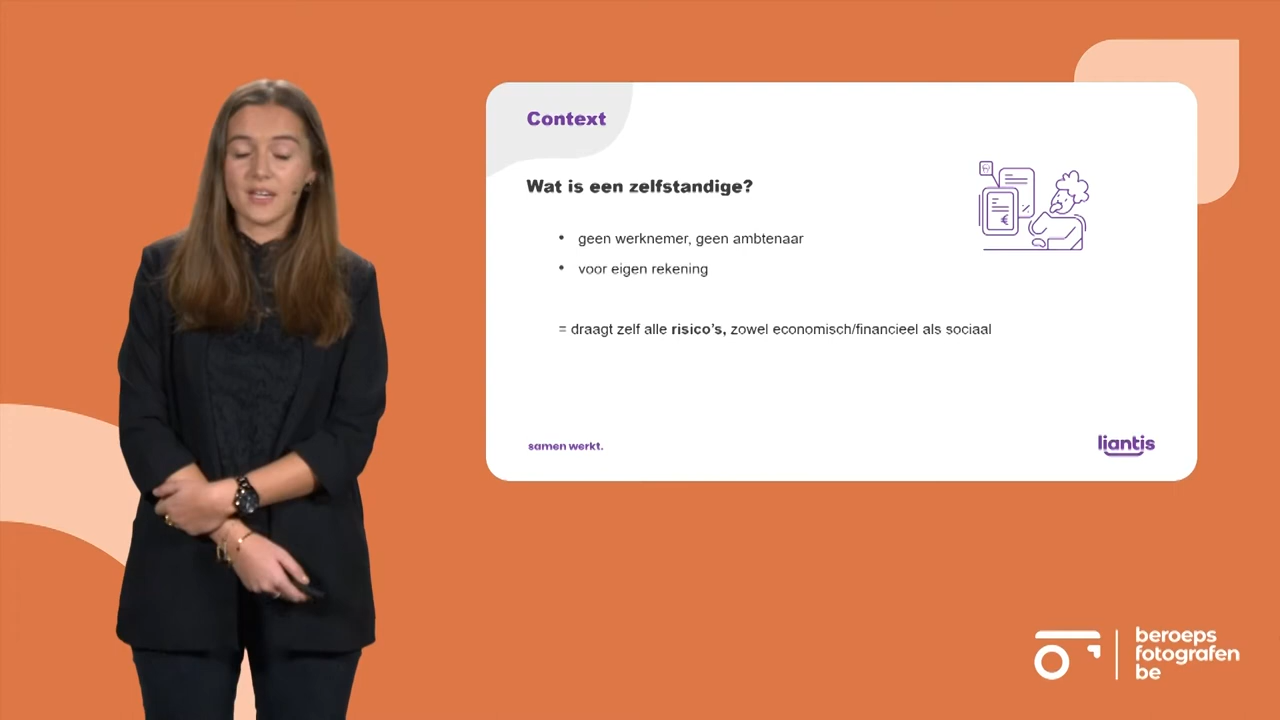 Context
Wat is een zelfstandige?
• geen werknemer, geen ambtenaar
• voor eigen rekening
= draagt zelf alle risico's, zowel economisch/financieel als sociaal
samen werkt.
liantis
beroeps
fotografen
be